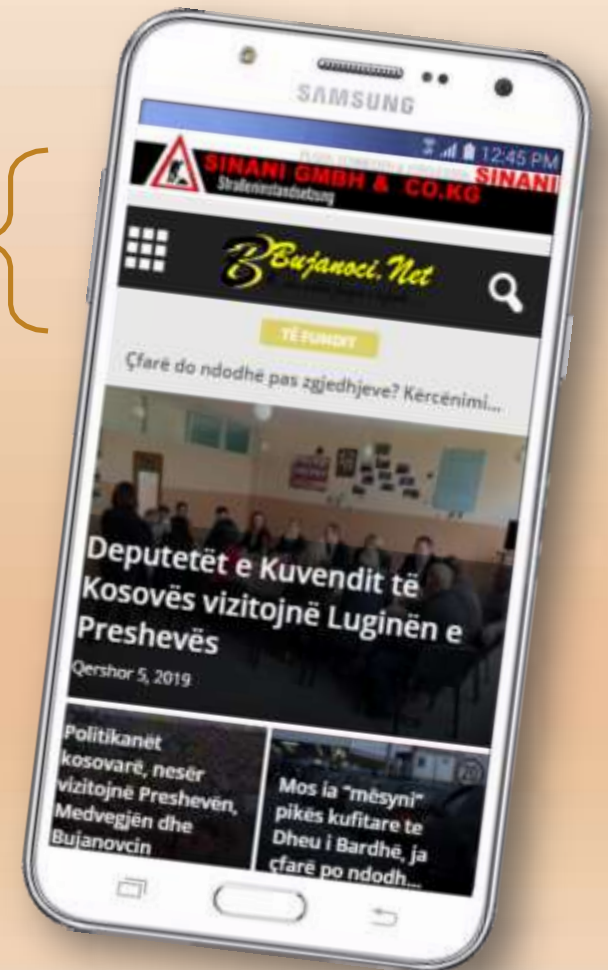 SAMSUNG
12:45 PM
SINANI GMBH & CO.KG
SINANI
Straßeninstandsetzung
Bujanoci.Net
TË FUNDIT
Çfarë do ndodhë pas zgjedhjeve? Kërcënimi...
Deputetët e Kuvendit të
Kosovës vizitojnë Luginën e
Preshevës
Qershor 5, 2019
Politikanët
kosovarë, nesër
vizitojnë Preshevën,
Medvegjën dhe
Bujanovcin
Mos ia "mësyni"
pikës kufitare te
Dheu i Bardhë, ja
çfarë po ndodh...